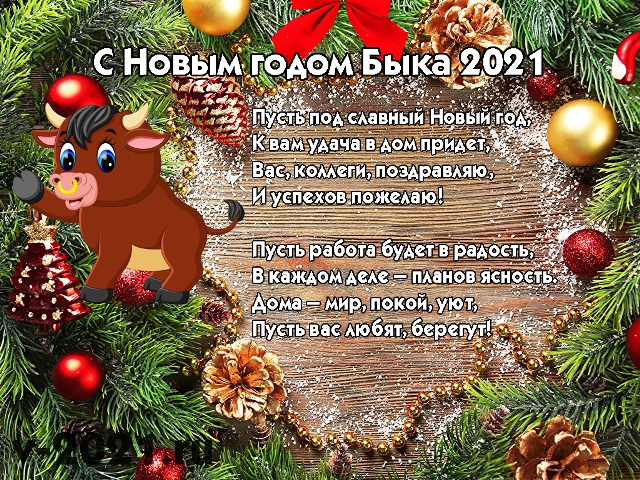 С Новым годом Быка 2021
Пусть под славный Новый год,
К вам удача в дом придет,
Вас, коллеги, поздравляю,
И успехов пожелаю!
Пусть работа будет в радость,
В каждом деле – планов ясность.
Дома – мир, покой, уют,
Пусть вас любят, берегут!
v-2021.ru